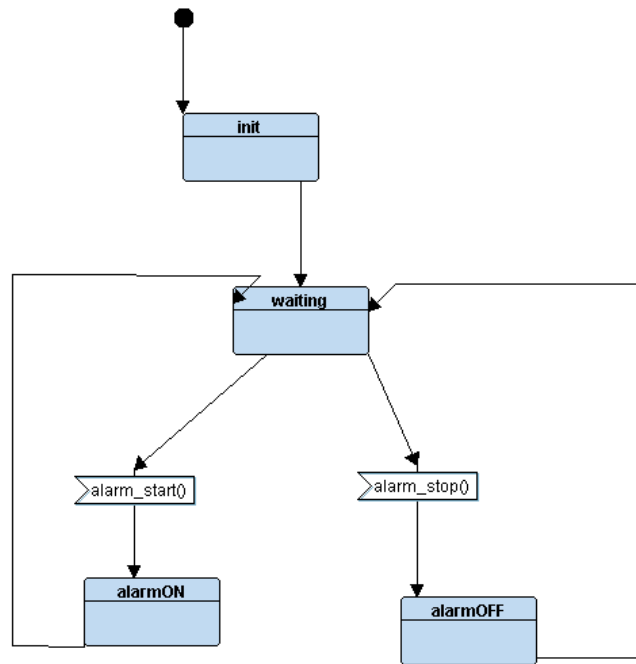 init
waiting
alarm_start()
alarm_stop()
alarmON
alarmOFF